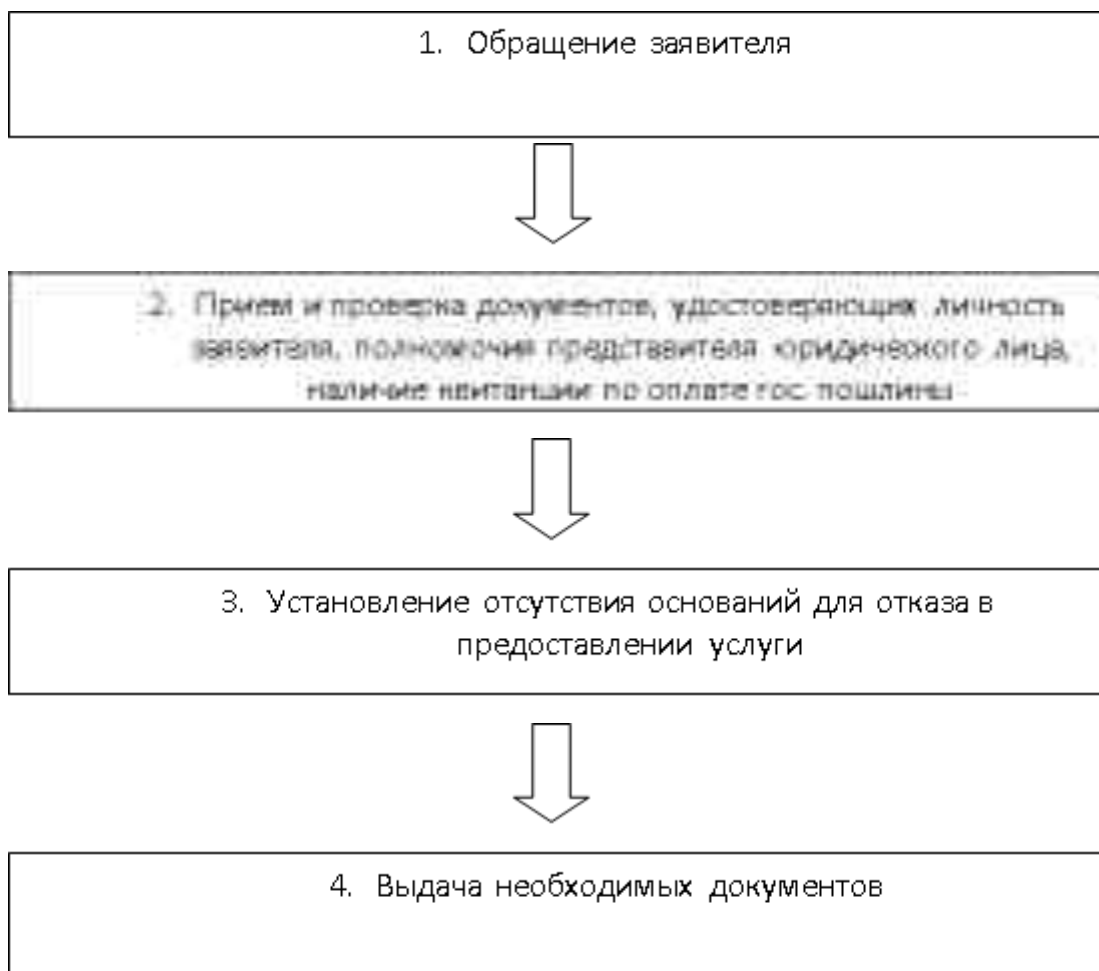 1. Обращение заявителя
2. Прием и проверка документов, удостоверяющих личность
заявителя, полномочия представителя юридического лица,
наличие квитанции по оплате гос. пошлины
3. Установление отсутствия оснований для отказа в
предоставлении услуги
4. Выдача необходимых документов